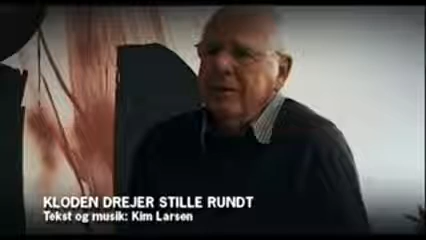 KLODEN DREJER STILLE RUNDT
Tekst og musik: Kim Larsen